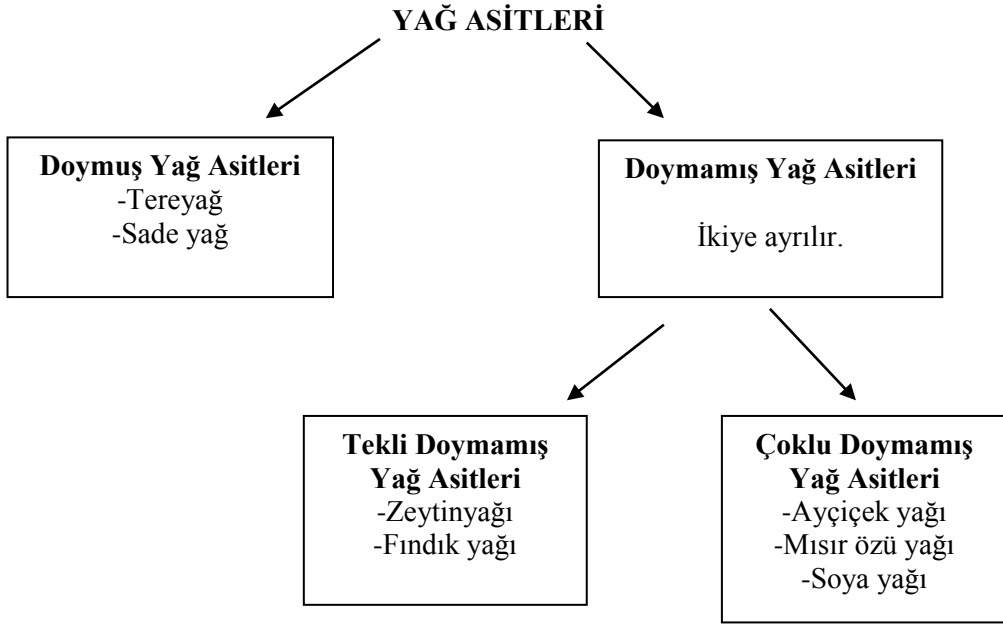 YAĞ ASİTLERİ
Doymuş Yağ Asitleri
-Tereyağ
-Sade yağ
Doymamış Yağ Asitleri
İkiye ayrılır.
Tekli Doymamış
Yağ Asitleri
-Zeytinyağı
-Fındık yağı
Çoklu Doymamış
Yağ Asitleri
-Ayçiçek yağı
-Mısır özü yağı
-Soya yağı